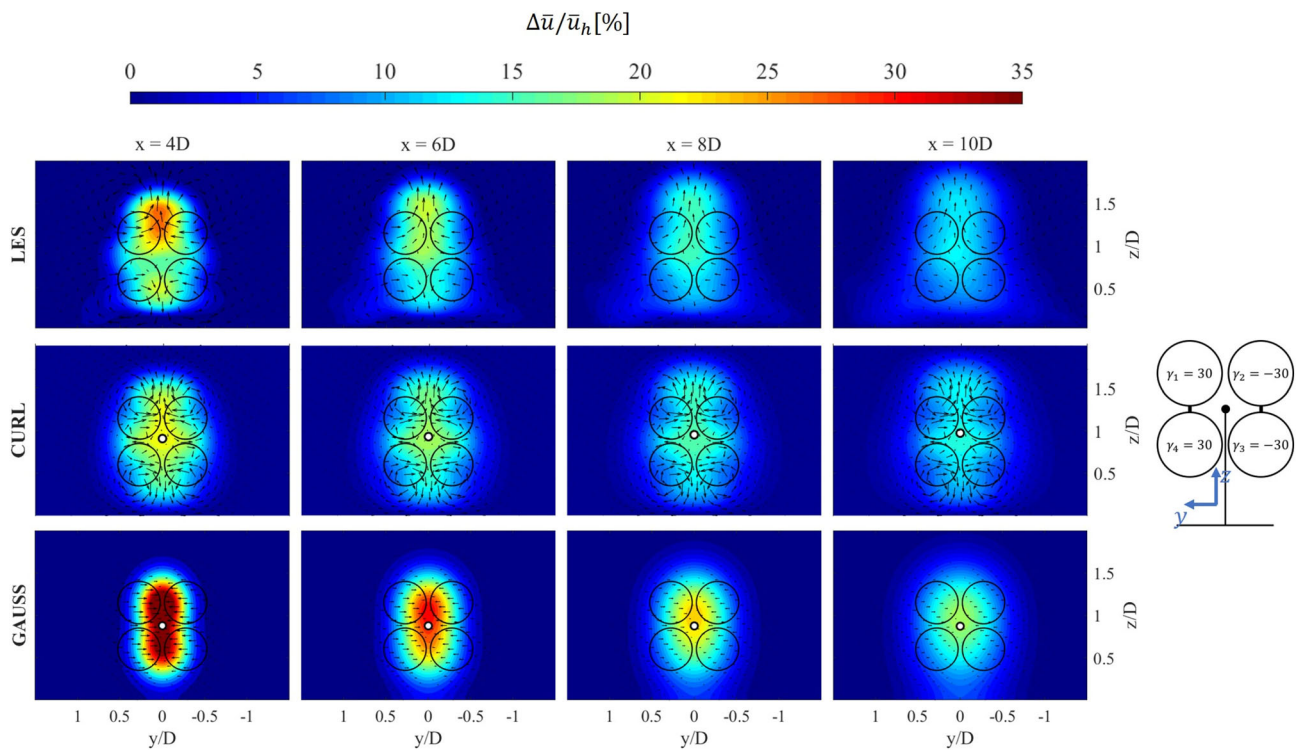 Δū/ū_h[%]
0 5 10 15 20 25 30 35
x = 4D x = 6D x = 8D x = 10D
LES
1.5
1
0.5
z/D
CURL
1.5
1
0.5
z/D
γ₁ = 30 γ₂ = −30
γ₄ = 30 γ₃ = −30
z
y
GAUSS
1.5
1
0.5
z/D
1 0.5 0 -0.5 -1 1 0.5 0 -0.5 -1 1 0.5 0 -0.5 -1 1 0.5 0 -0.5 -1
y/D y/D y/D y/D